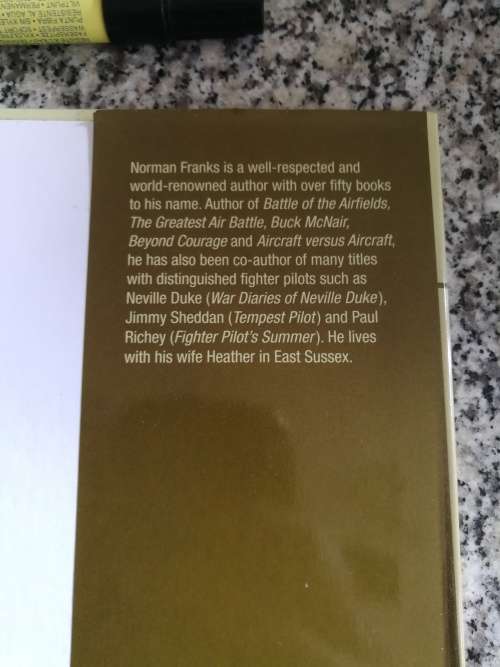 Norman Franks is a well-respected and
world-renowned author with over fifty books
to his name. Author of Battle of the Airfields,
The Greatest Air Battle, Buck McNair,
Beyond Courage and Aircraft versus Aircraft,
he has also been co-author of many titles
with distinguished fighter pilots such as
Neville Duke (War Diaries of Neville Duke),
Jimmy Sheddan (Tempest Pilot) and Paul
Richey (Fighter Pilot's Summer). He lives
with his wife Heather in East Sussex.